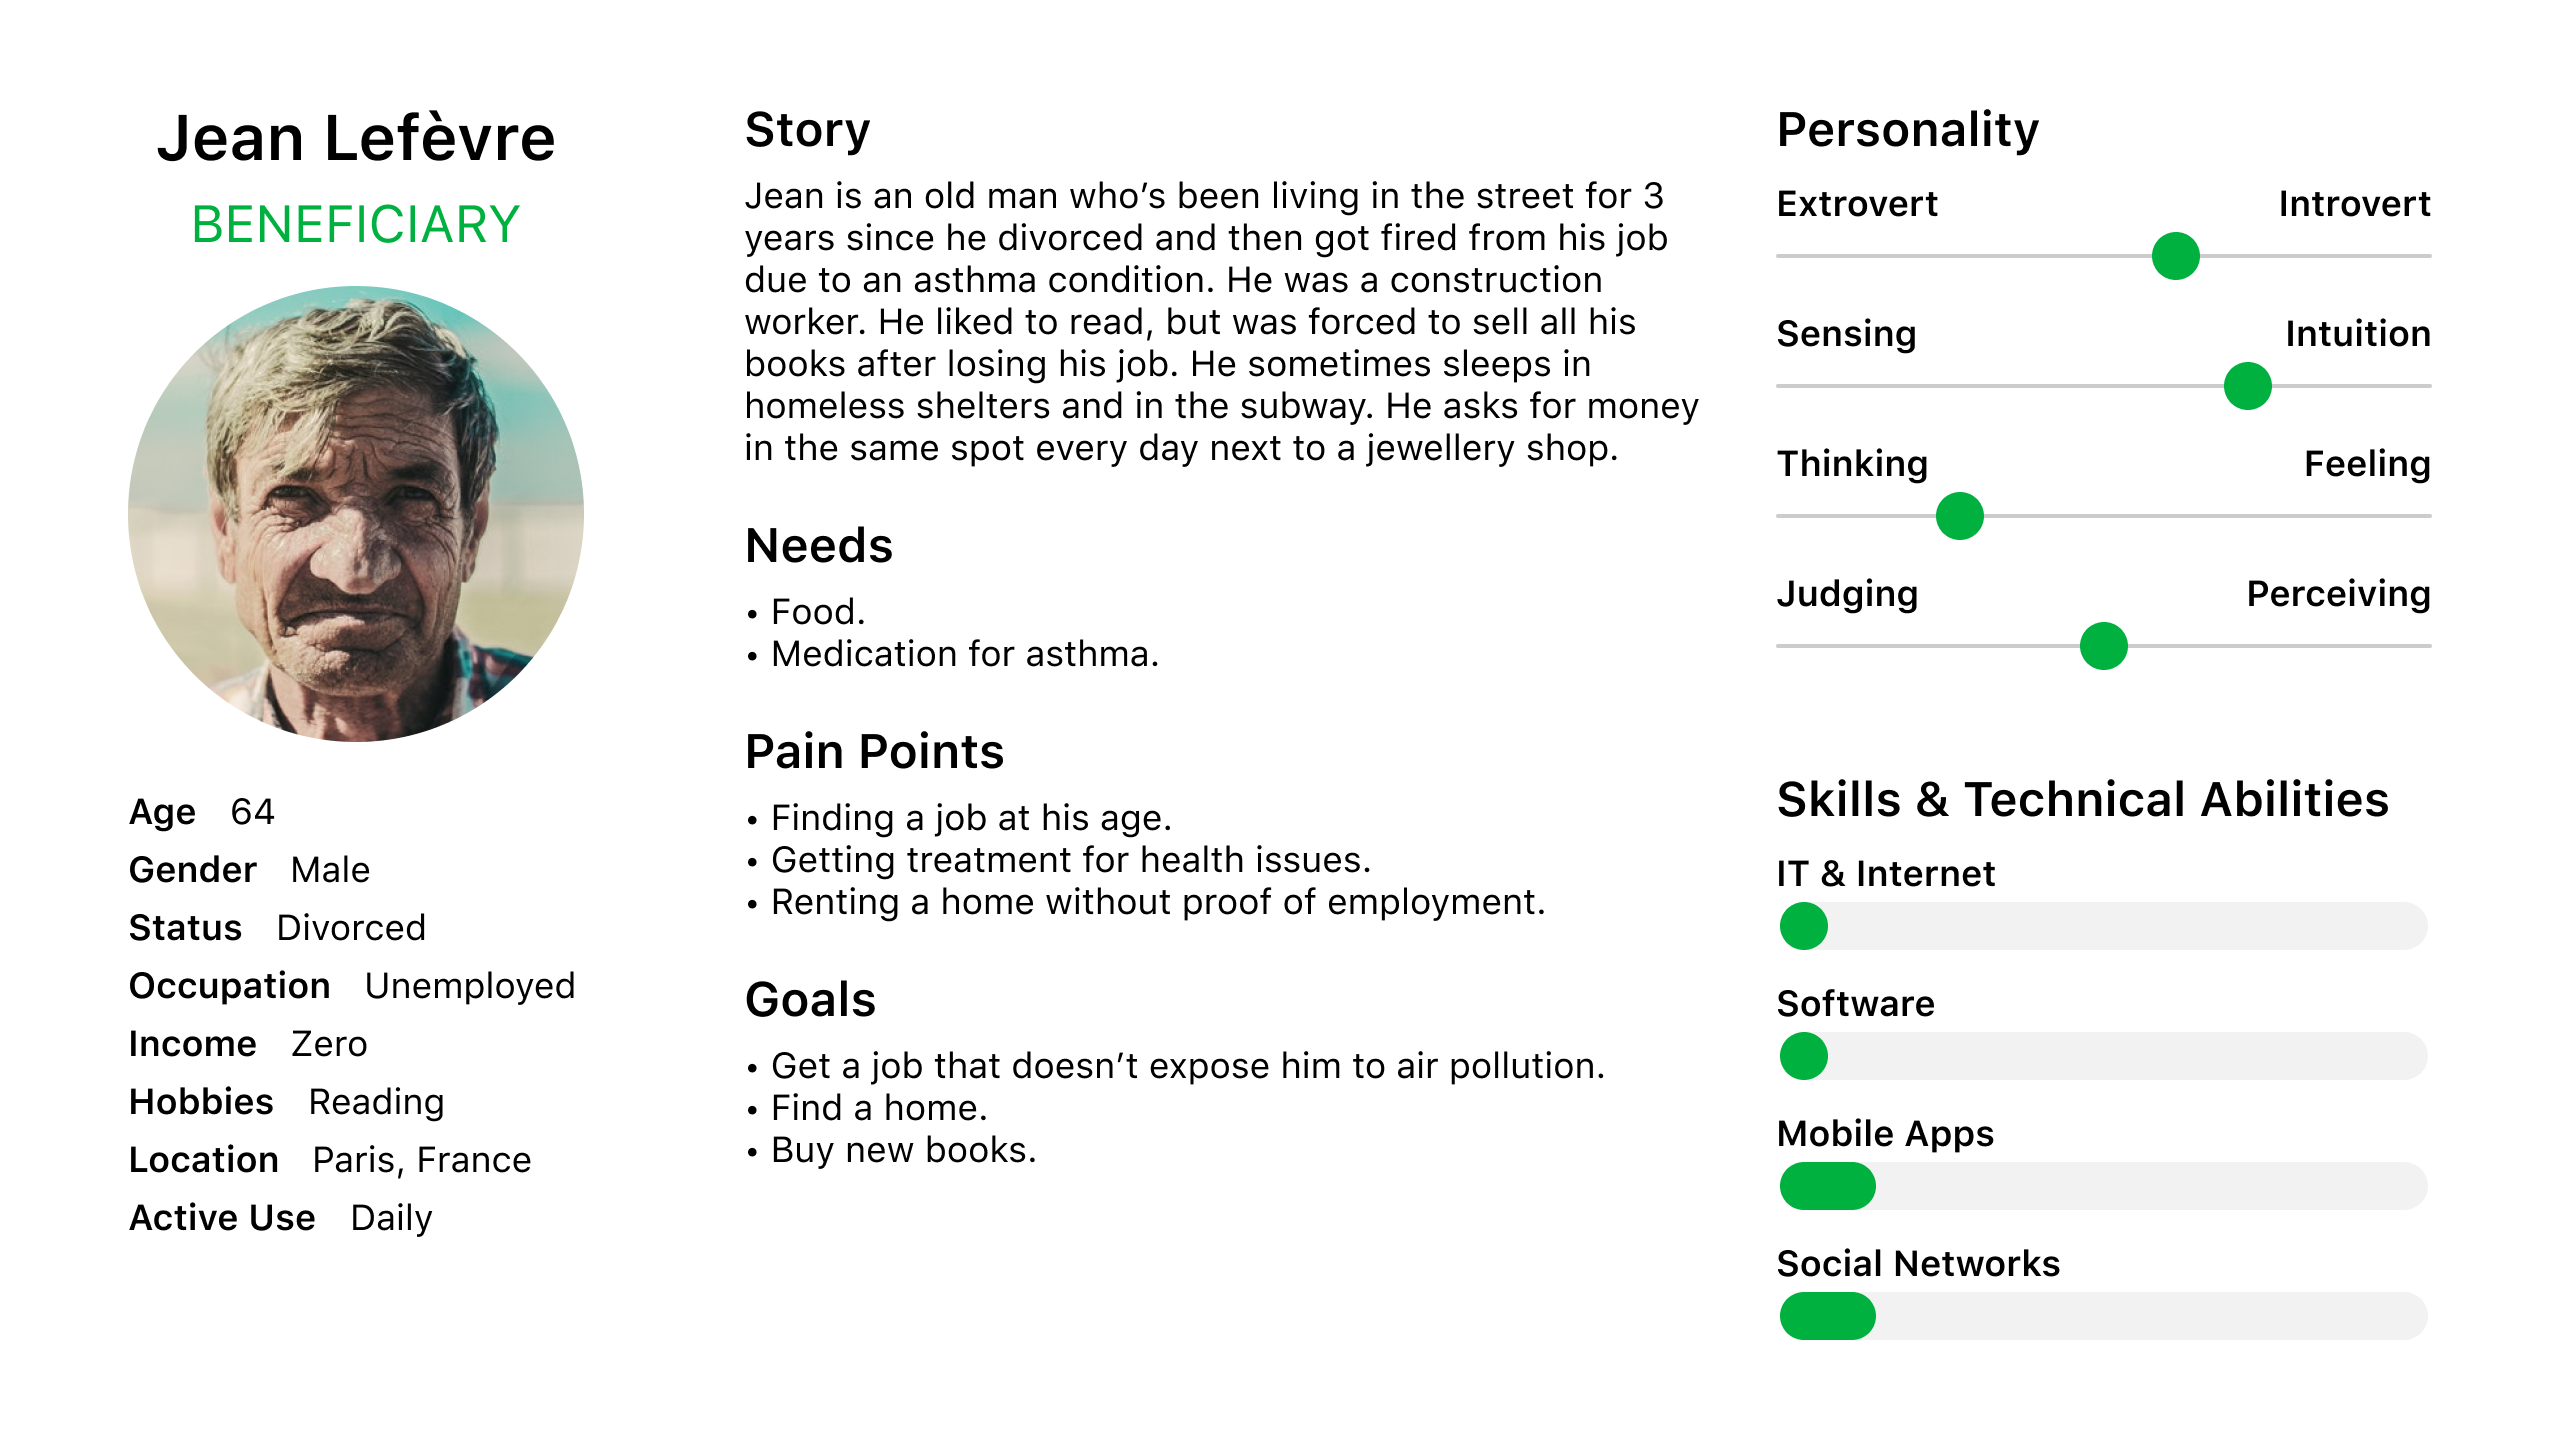 Jean Lefèvre
BENEFICIARY
Age 64
Gender Male
Status Divorced
Occupation Unemployed
Income Zero
Hobbies Reading
Location Paris, France
Active Use Daily
Story
Jean is an old man who’s been living in the street for 3
years since he divorced and then got fired from his job
due to an asthma condition. He was a construction
worker. He liked to read, but was forced to sell all his
books after losing his job. He sometimes sleeps in
homeless shelters and in the subway. He asks for money
in the same spot every day next to a jewellery shop.
Needs
• Food.
• Medication for asthma.
Pain Points
• Finding a job at his age.
• Getting treatment for health issues.
• Renting a home without proof of employment.
Goals
• Get a job that doesn’t expose him to air pollution.
• Find a home.
• Buy new books.
Personality
Extrovert Introvert
Sensing Intuition
Thinking Feeling
Judging Perceiving
Skills & Technical Abilities
IT & Internet
Software
Mobile Apps
Social Networks